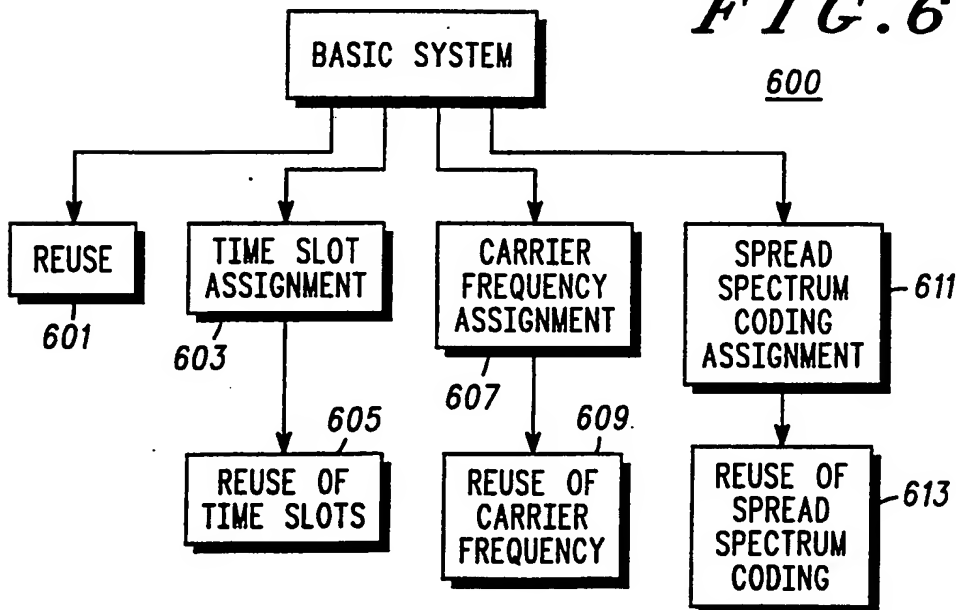 FIG.6
600
BASIC SYSTEM
REUSE
601
TIME SLOT
ASSIGNMENT
603
CARRIER
FREQUENCY
ASSIGNMENT
607
SPREAD
SPECTRUM
CODING
ASSIGNMENT
611
605
REUSE OF
TIME SLOTS
609
REUSE OF
CARRIER
FREQUENCY
REUSE OF
SPREAD
SPECTRUM
CODING
613